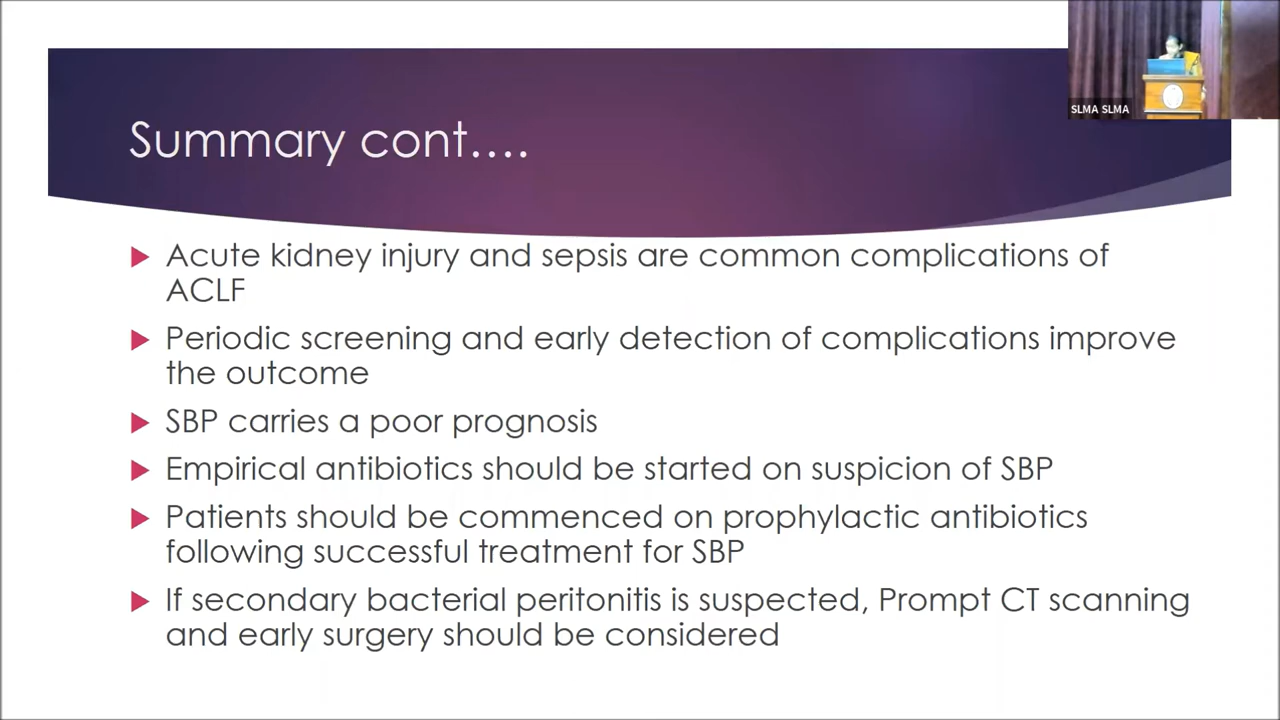 SLMA SLMA
Summary cont....
Acute kidney injury and sepsis are common complications of
ACLF
Periodic screening and early detection of complications improve
the outcome
SBP carries a poor prognosis
Empirical antibiotics should be started on suspicion of SBP
Patients should be commenced on prophylactic antibiotics
following successful treatment for SBP
If secondary bacterial peritonitis is suspected, Prompt CT scanning
and early surgery should be considered